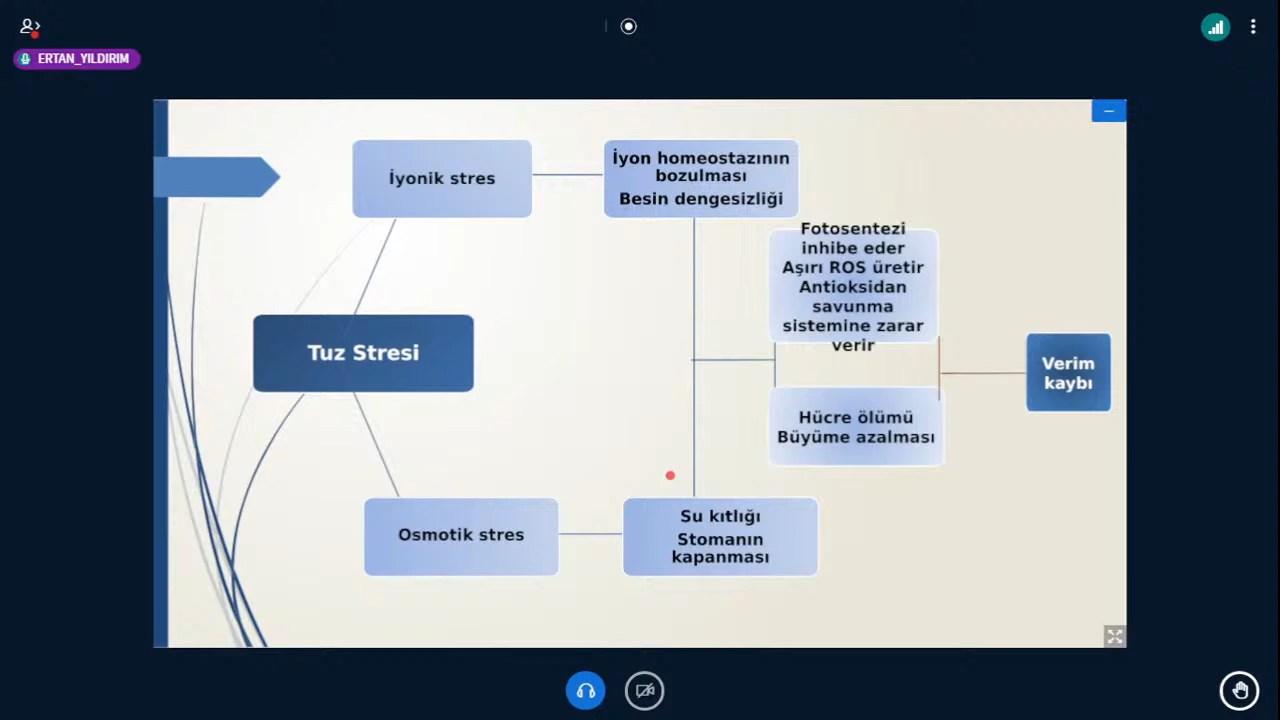 ERTAN_YILDIRIM
İyonik stres
İyon homeostazının
bozulması
Besin dengesizliği
Fotosentezi
inhibe eder
Aşırı ROS üretir
Antioksidan
savunma
sistemine zarar
verir
Tuz Stresi
Verim
kaybı
Hücre ölümü
Büyüme azalması
Osmotik stres
Su kıtlığı
Stomanın
kapanması